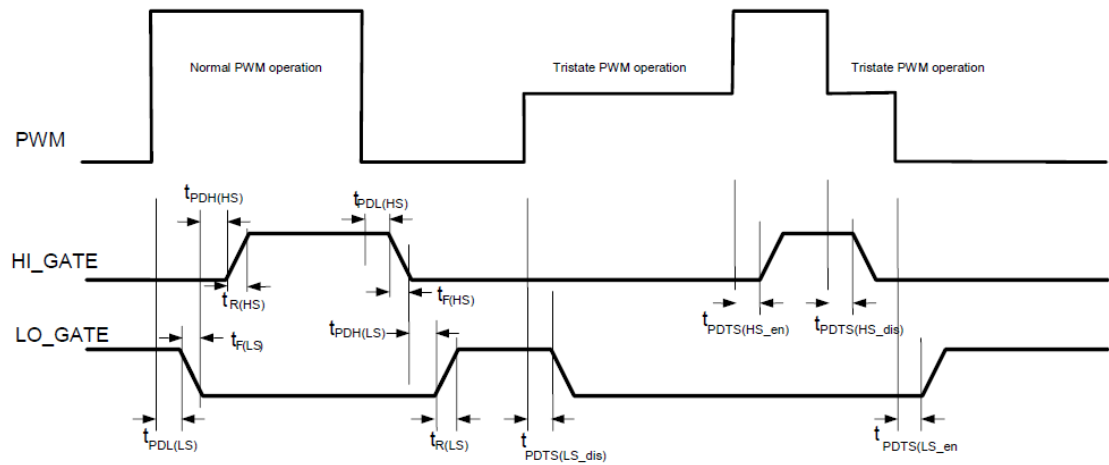 Normal PWM operation
Tristate PWM operation
Tristate PWM operation
PWM
tPDH(HS)
tPDL(HS)
HI_GATE
tR(HS)
tF(HS)
tPDTS(HS_en)
tPDTS(HS_dis)
tPDH(LS)
LO_GATE
tF(LS)
tPDL(LS)
tR(LS)
tPDTS(LS_dis)
tPDTS(LS_en